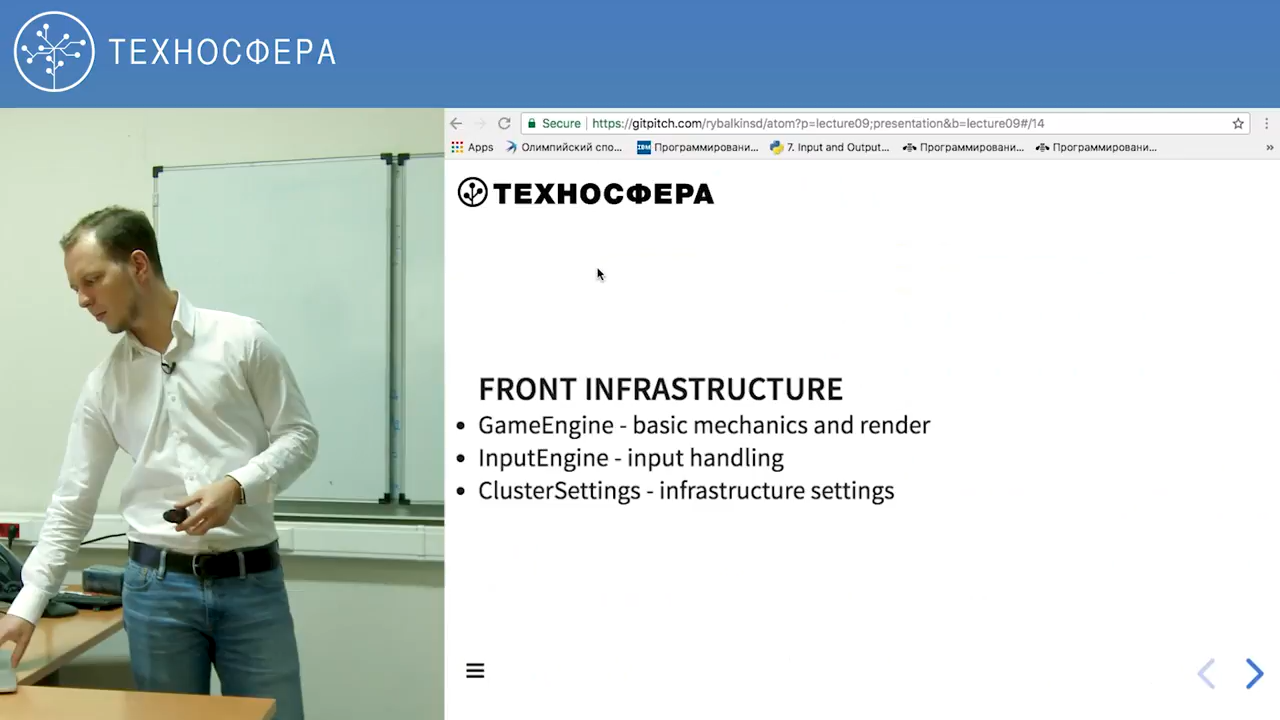 ТЕХНОСФЕРА
Secure https://gitpitch.com/rybalkinsd/atom?p=lecture09;presentation&b=lecture09#/14
Apps Олимпийский спо... IBM Программировани... 7. Input and Output... Программировани... Программировани... »
ТЕХНОСФЕРА
FRONT INFRASTRUCTURE
• GameEngine - basic mechanics and render
• InputEngine - input handling
• ClusterSettings - infrastructure settings